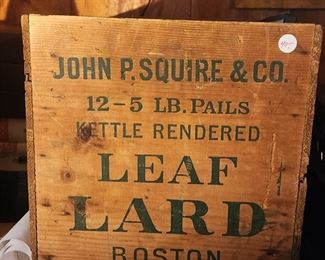 JOHN P. SQUIRE & CO.
12-5 LB. PAILS
KETTLE RENDERED
LEAF
LARD
BOSTON